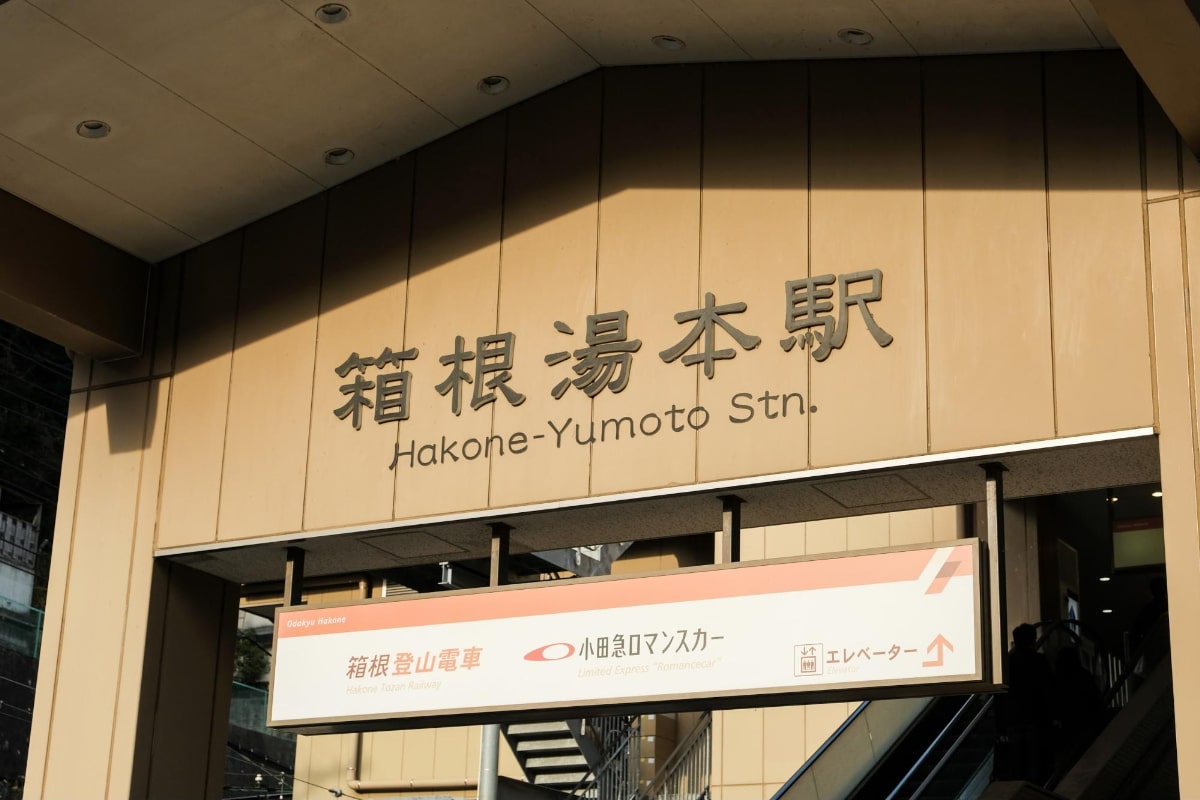 箱根湯本駅
Hakone-Yumoto Stn.
Odakyu Hakone
箱根登山電車
Hakone Tozan Railway
小田急ロマンスカー
Limited Express "Romancecar"
エレベーター
Elevator